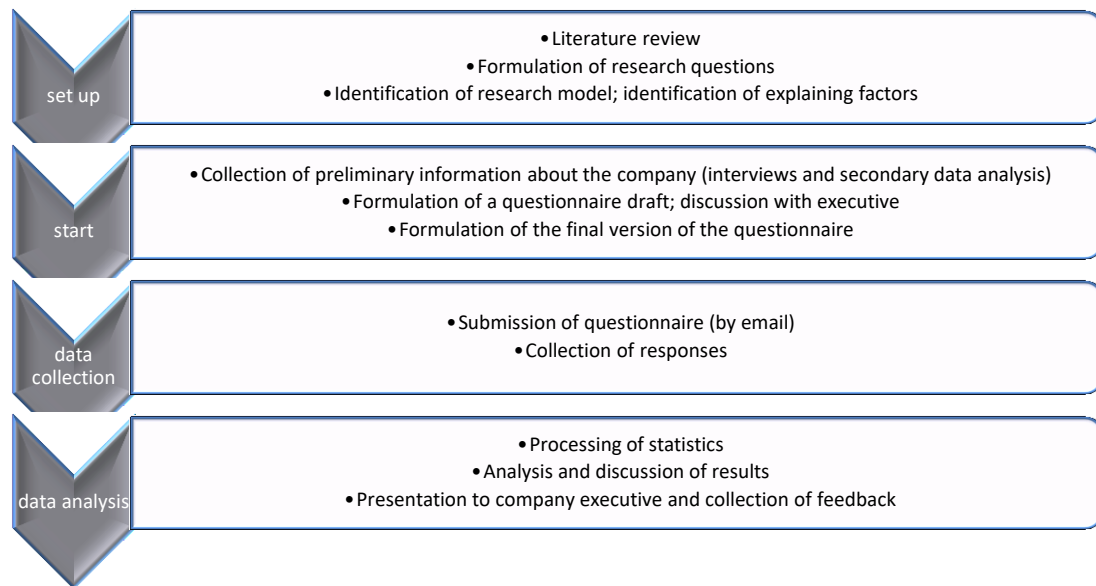 set up
•Literature review
•Formulation of research questions
•Identification of research model; identification of explaining factors
start
•Collection of preliminary information about the company (interviews and secondary data analysis)
•Formulation of a questionnaire draft; discussion with executive
•Formulation of the final version of the questionnaire
data
collection
•Submission of questionnaire (by email)
•Collection of responses
data analysis
•Processing of statistics
•Analysis and discussion of results
•Presentation to company executive and collection of feedback